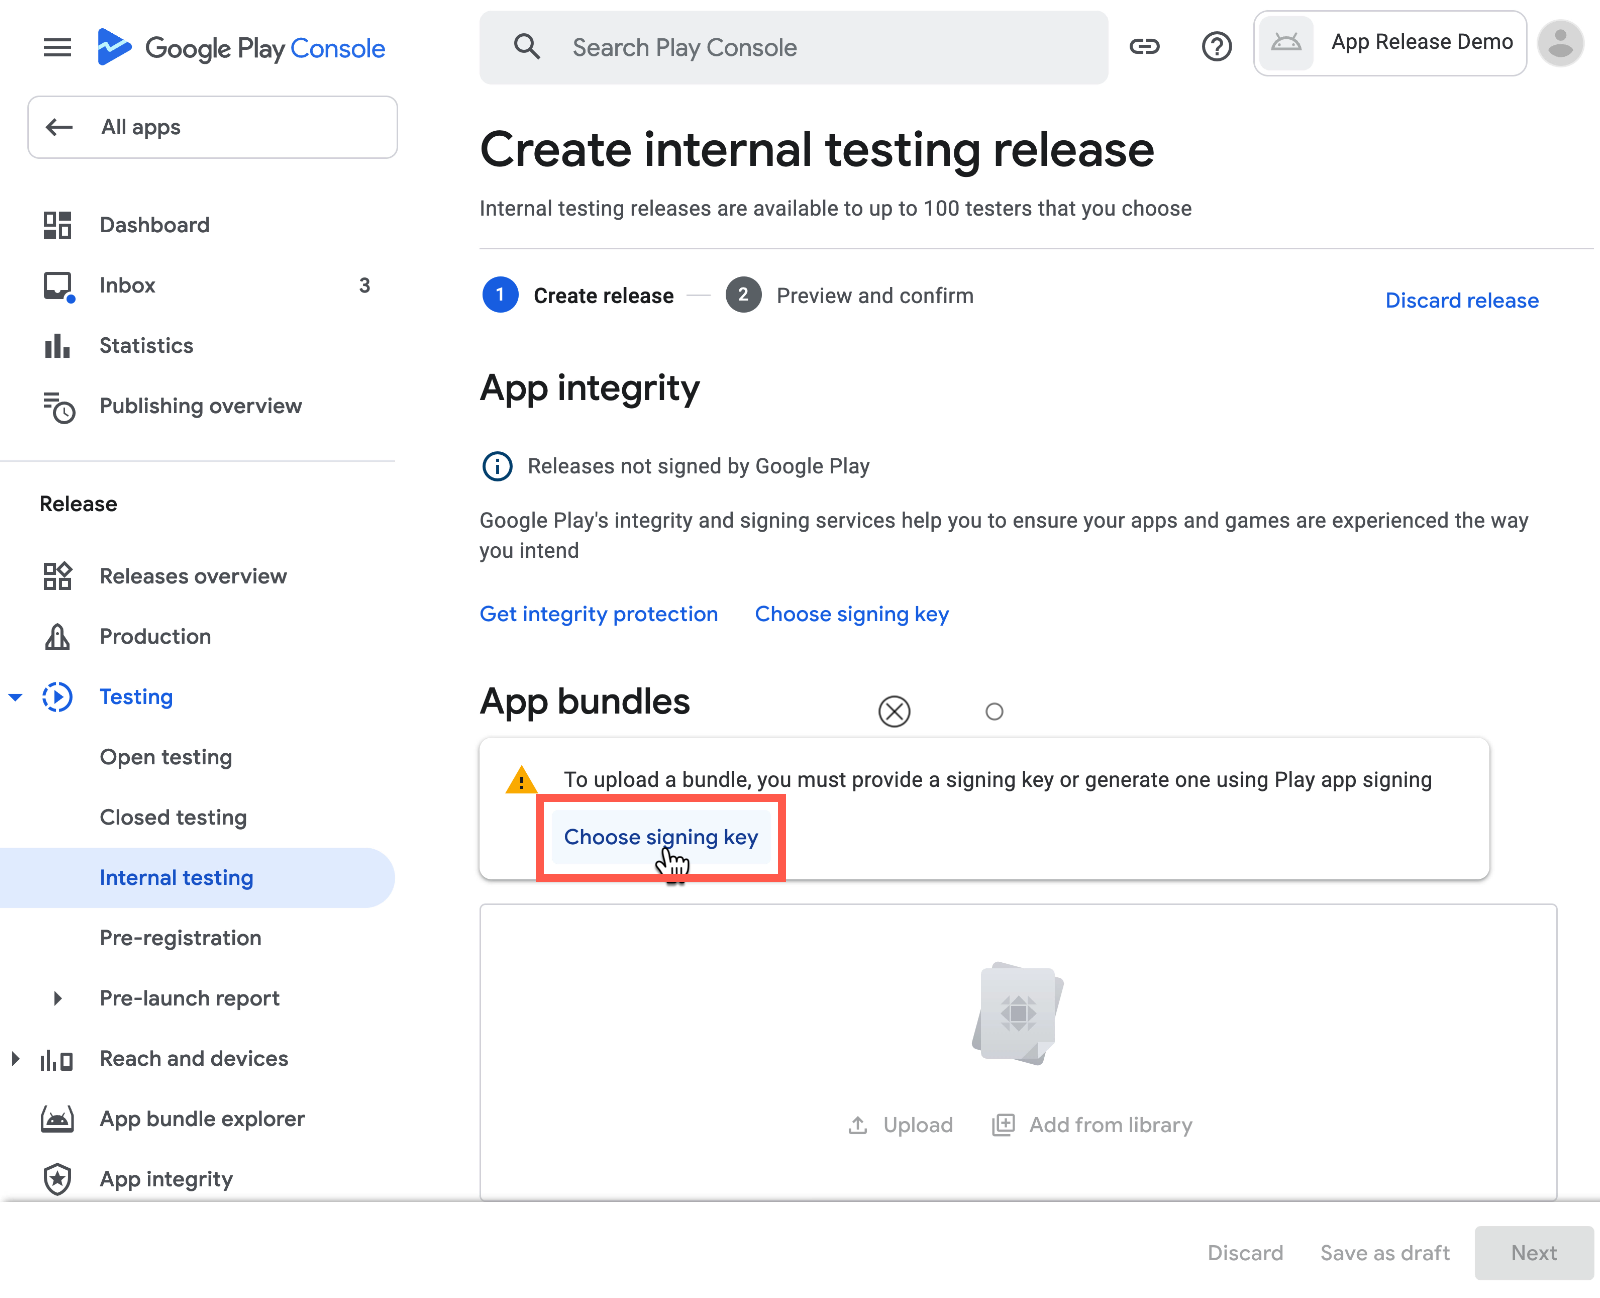 Google Play Console
Search Play Console
App Release Demo
All apps
Dashboard
Inbox 3
Statistics
Publishing overview
Release
Releases overview
Production
Testing
Open testing
Closed testing
Internal testing
Pre-registration
Pre-launch report
Reach and devices
App bundle explorer
App integrity
Create internal testing release
Internal testing releases are available to up to 100 testers that you choose
1 Create release 2 Preview and confirm
Discard release
App integrity
Releases not signed by Google Play
Google Play's integrity and signing services help you to ensure your apps and games are experienced the way
you intend
Get integrity protection Choose signing key
App bundles
To upload a bundle, you must provide a signing key or generate one using Play app signing
Choose signing key
Upload Add from library
Discard Save as draft Next